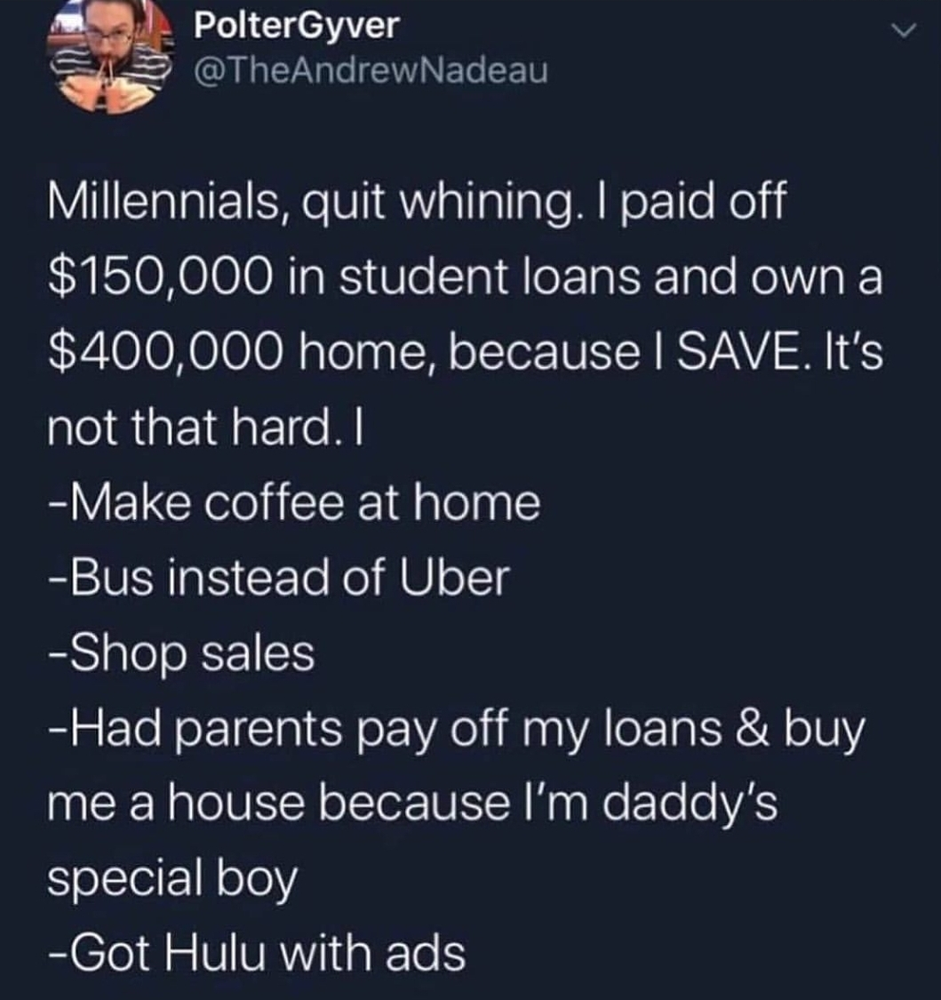 PolterGyver
@TheAndrewNadeau
Millennials, quit whining. I paid off
$150,000 in student loans and own a
$400,000 home, because I SAVE. It's
not that hard. I
-Make coffee at home
-Bus instead of Uber
-Shop sales
-Had parents pay off my loans & buy
me a house because I'm daddy's
special boy
-Got Hulu with ads